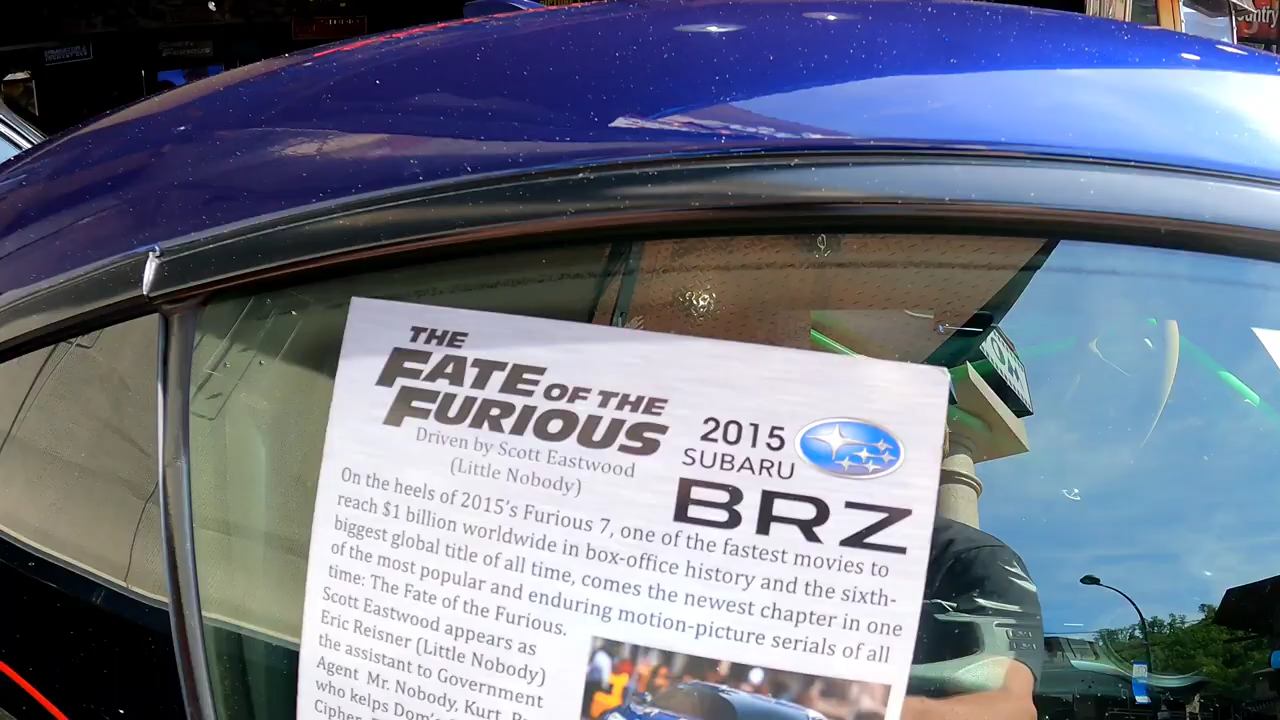 THE
FATE OF THE
FURIOUS
Driven by Scott Eastwood
(Little Nobody)
2015
SUBARU
BRZ
On the heels of 2015's Furious 7, one of the fastest movies to
reach $1 billion worldwide in box-office history and the sixth-
biggest global title of all time, comes the newest chapter in one
of the most popular and enduring motion-picture serials of all
time: The Fate of the Furious.
Scott Eastwood appears as
Eric Reisner (Little Nobody)
the assistant to Government
Agent Mr. Nobody, Kurt
who helps Dom's
Cipher